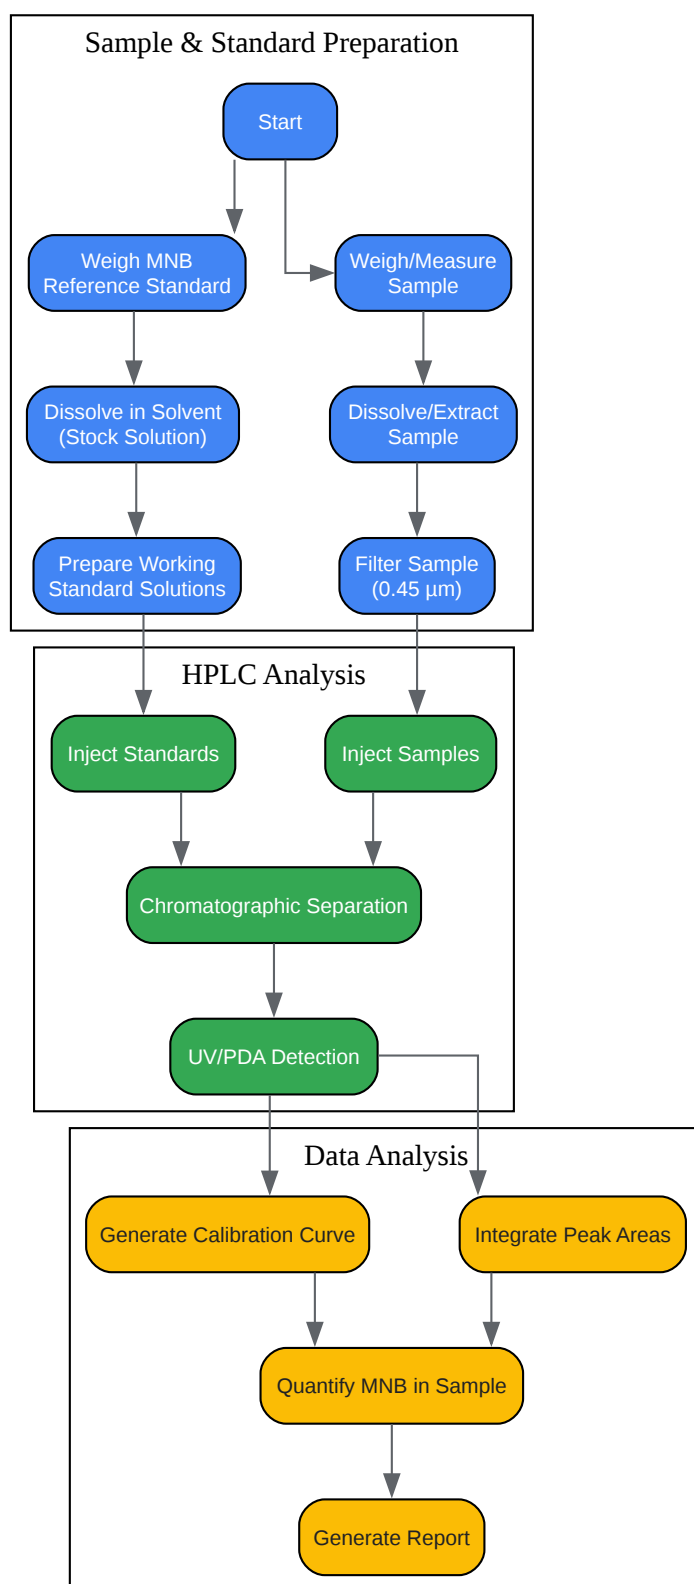 Sample & Standard Preparation
Start
Weigh MNB
Reference Standard
Weigh/Measure
Sample
Dissolve in Solvent
(Stock Solution)
Dissolve/Extract
Sample
Prepare Working
Standard Solutions
Filter Sample
(0.45 µm)
HPLC Analysis
Inject Standards
Inject Samples
Chromatographic Separation
UV/PDA Detection
Data Analysis
Generate Calibration Curve
Integrate Peak Areas
Quantify MNB in Sample
Generate Report